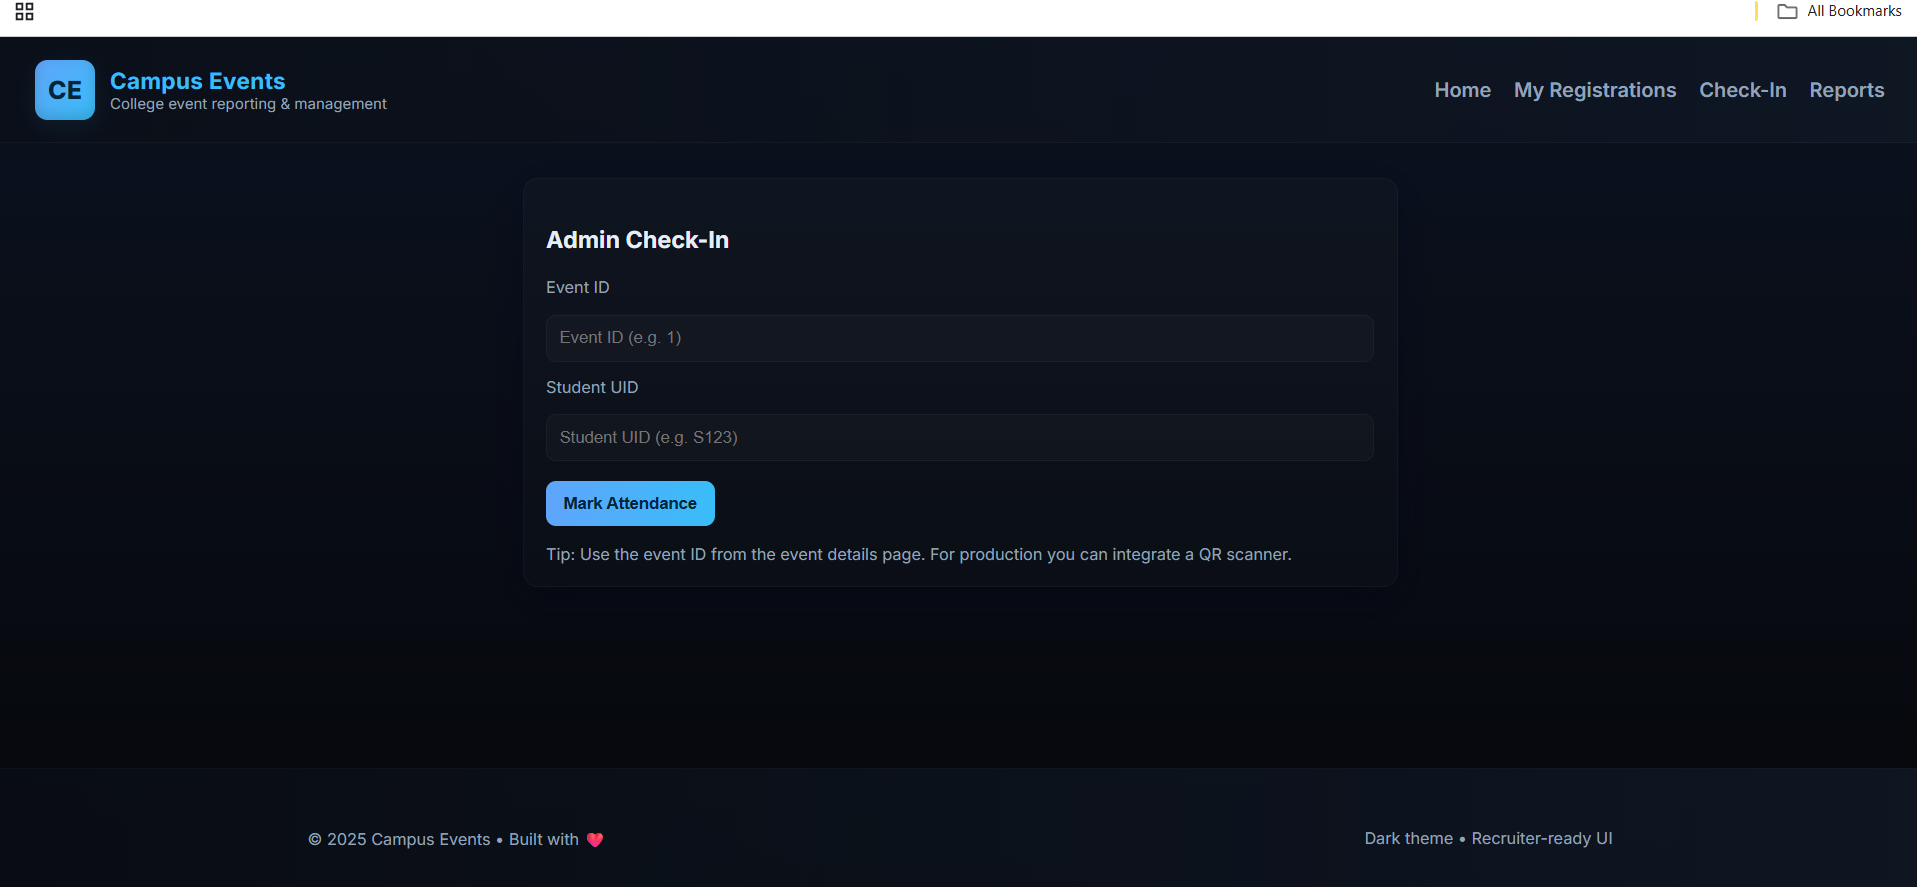 All Bookmarks
CE
Campus Events
College event reporting & management
Home My Registrations Check-In Reports
Admin Check-In
Event ID
Event ID (e.g. 1)
Student UID
Student UID (e.g. S123)
Mark Attendance
Tip: Use the event ID from the event details page. For production you can integrate a QR scanner.
© 2025 Campus Events • Built with ❤️
Dark theme • Recruiter-ready UI